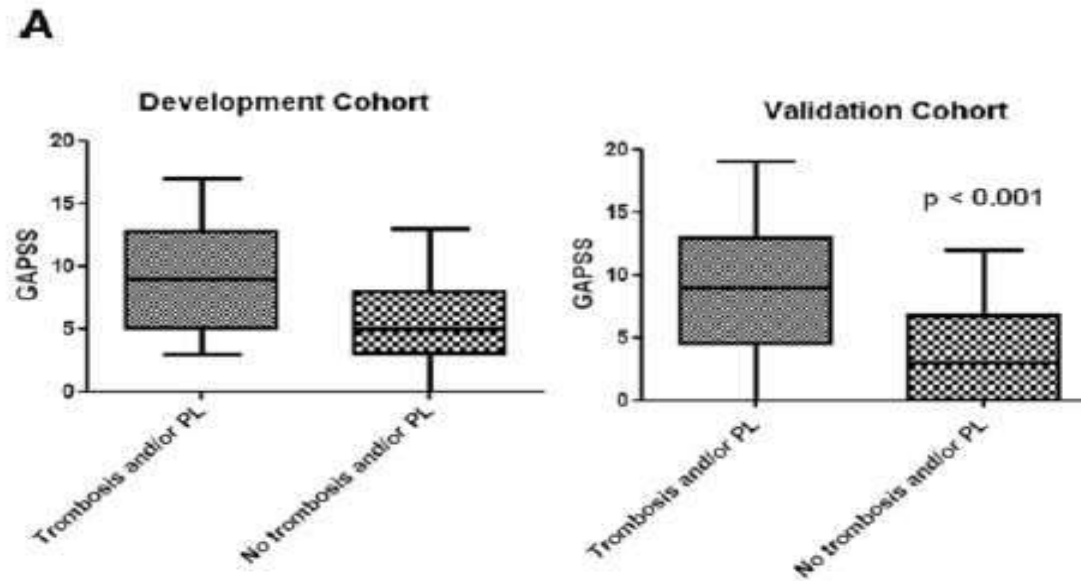 A
Development Cohort
20
15
10
5
0
GAPSS
Trombosis and/or PL
No trombosis and/or PL
Validation Cohort
p < 0.001
20
15
10
5
0
GAPSS
Trombosis and/or PL
No trombosis and/or PL